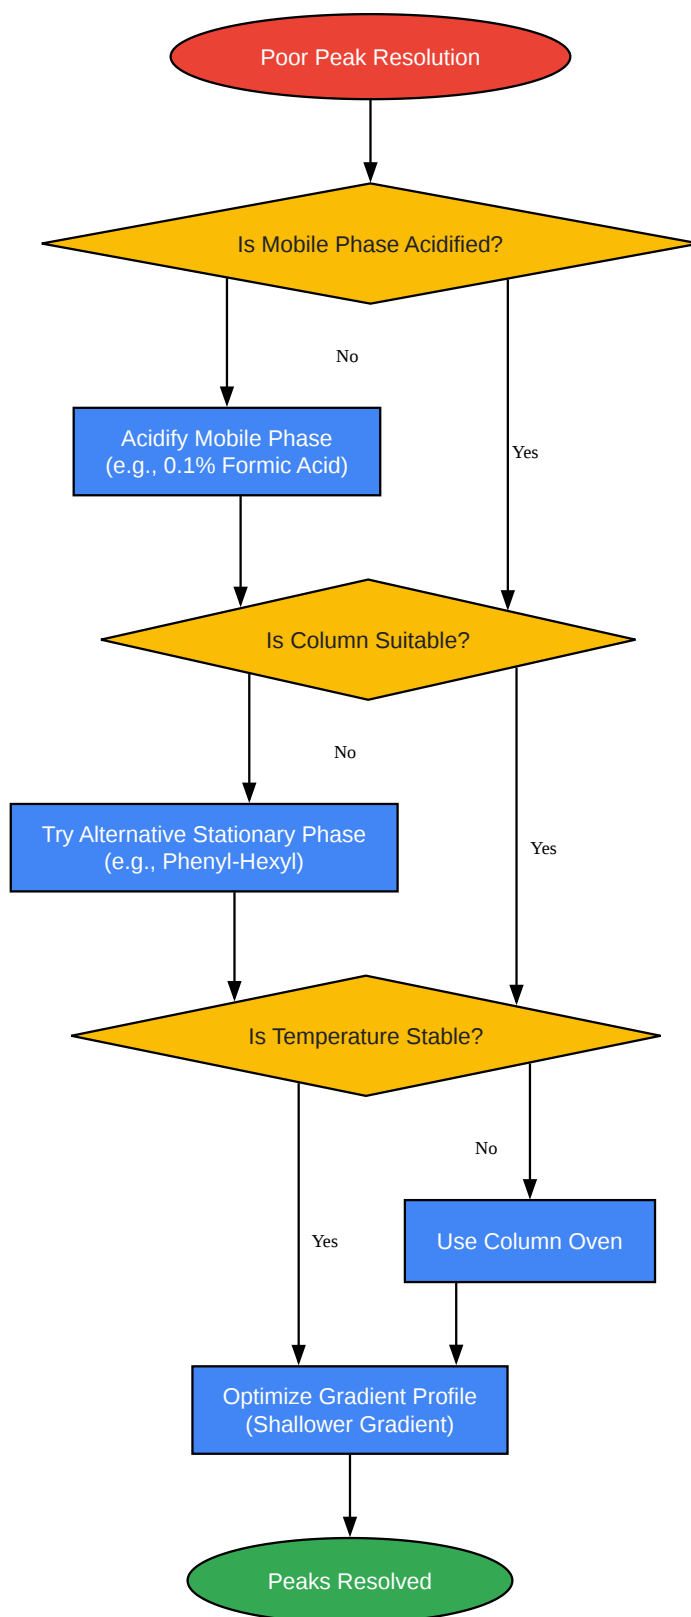 Poor Peak Resolution
Is Mobile Phase Acidified?
No
Acidify Mobile Phase
(e.g., 0.1% Formic Acid)
Yes
Is Column Suitable?
No
Try Alternative Stationary Phase
(e.g., Phenyl-Hexyl)
Yes
Is Temperature Stable?
No
Yes
Use Column Oven
Optimize Gradient Profile
(Shallower Gradient)
Peaks Resolved